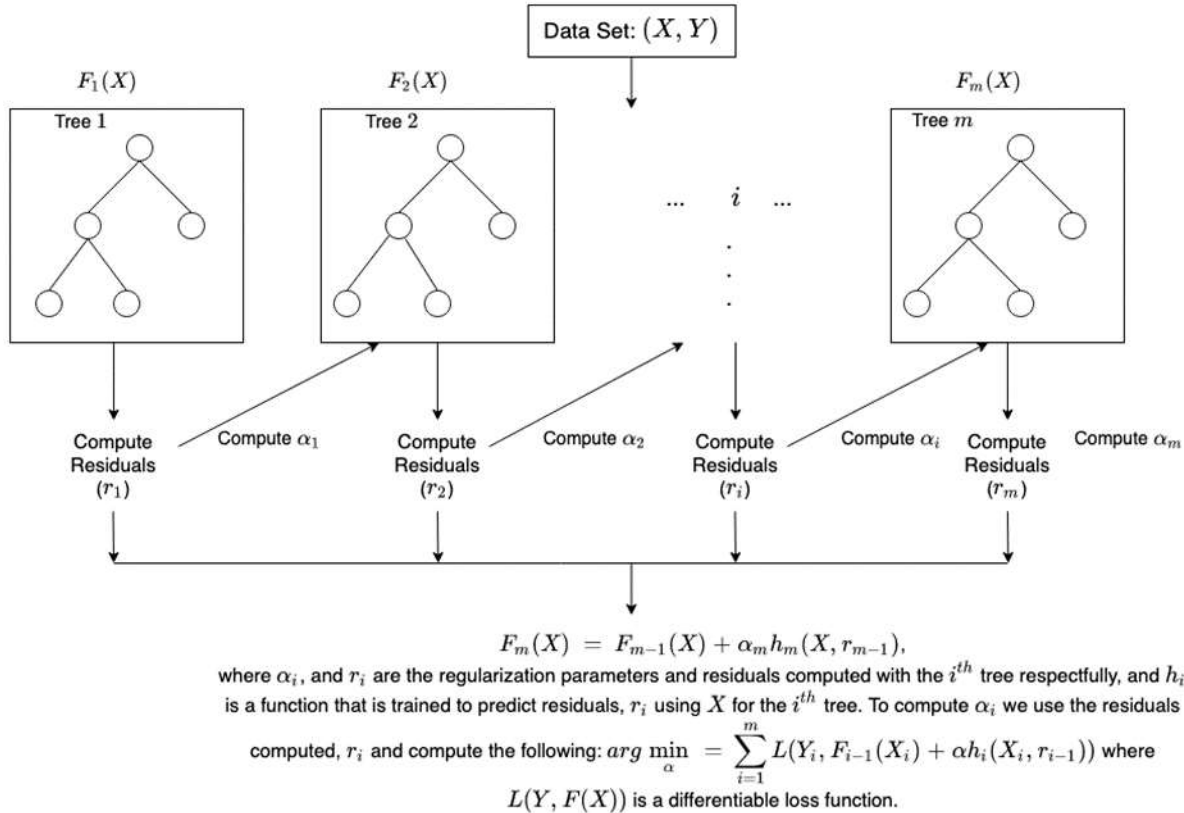 Data Set: (X, Y)
F₁(X) F₂(X) Fₘ(X)
Tree 1 Tree 2 Tree m
... i ...
.
.
.
Compute Residuals (r₁)
Compute α₁
Compute Residuals (r₂)
Compute α₂
Compute Residuals (rᵢ)
Compute αᵢ
Compute Residuals (rₘ)
Compute αₘ
Fₘ(X) = Fₘ₋₁(X) + αₘhₘ(X, rₘ₋₁),
where αᵢ, and rᵢ are the regularization parameters and residuals computed with the iᵗʰ tree respectfully, and hᵢ
is a function that is trained to predict residuals, rᵢ using X for the iᵗʰ tree. To compute αᵢ we use the residuals
computed, rᵢ and compute the following: arg min_α = ∑_{i=1}^{m} L(Yᵢ, Fᵢ₋₁(Xᵢ) + αhᵢ(Xᵢ, rᵢ₋₁)) where
L(Y, F(X)) is a differentiable loss function.